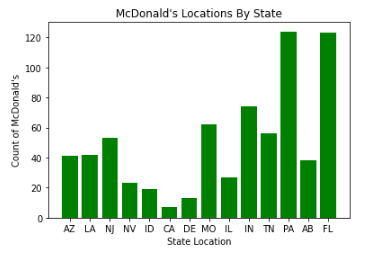 McDonald's Locations By State
120
100
80
60
40
20
0
Count of McDonald's
AZ LA NJ NV ID CA DE MO IL IN TN PA AB FL
State Location